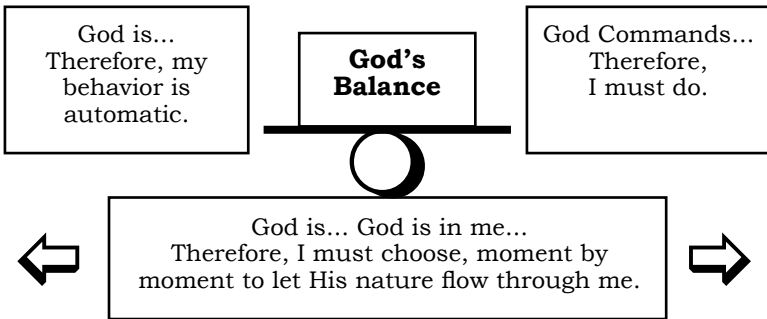 God is...
Therefore, my
behavior is
automatic.
God's
Balance
God Commands...
Therefore,
I must do.
God is... God is in me...
Therefore, I must choose, moment by
moment to let His nature flow through me.